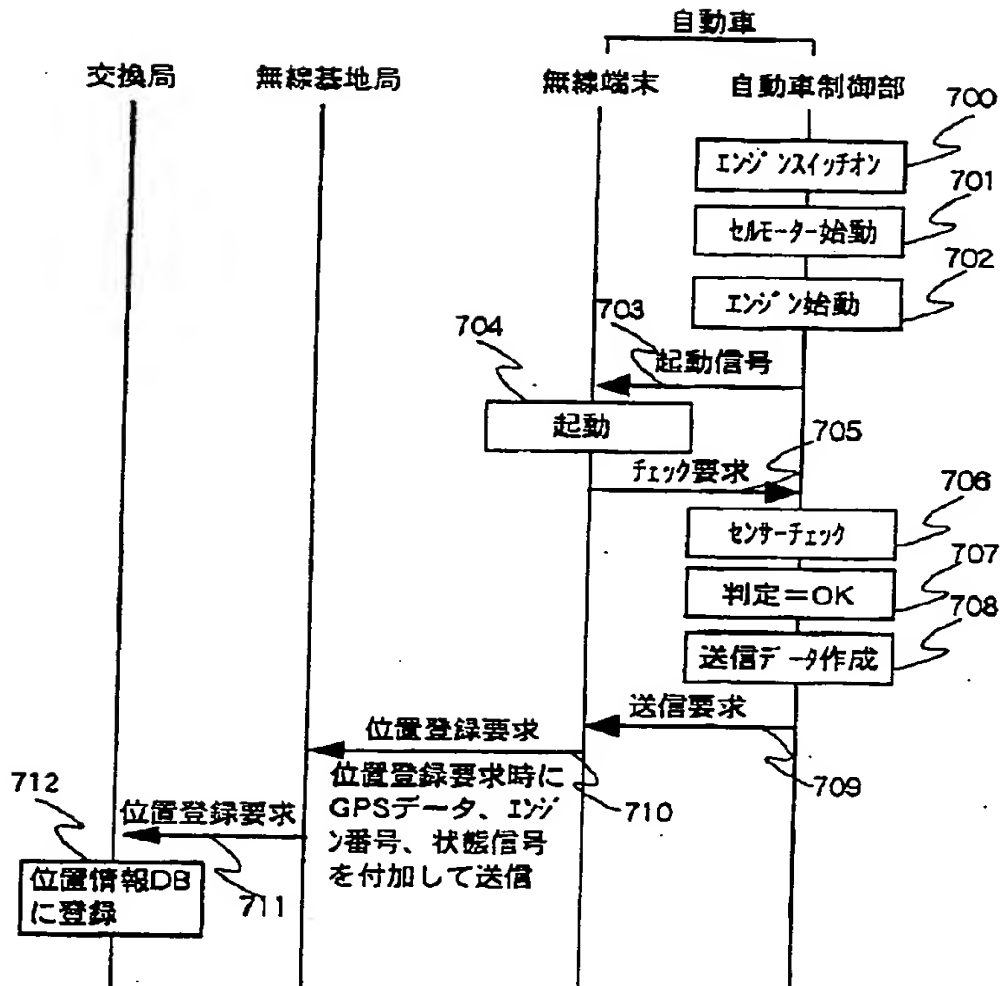 自動車
交換局
無線基地局
無線端末
自動車制御部
700
エンジンスイッチオン
701
セルモーター始動
702
エンジン始動
703
704
起動信号
起動
705
チェック要求
706
センサーチェック
707
判定=OK
708
送信データ作成
送信要求
709
位置登録要求
710
位置登録要求時に
GPSデータ、エンジ
ン番号、状態信号
を付加して送信
712
位置登録要求
711
位置情報DB
に登録